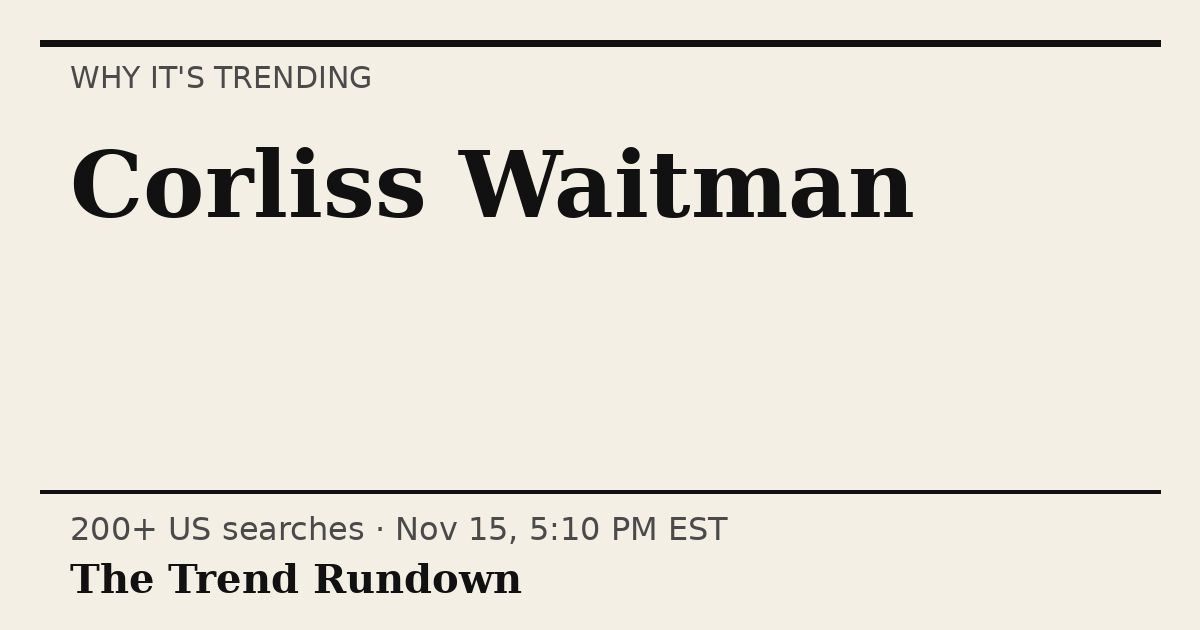 WHY IT'S TRENDING
Corliss Waitman
200+ US searches · Nov 15, 5:10 PM EST
The Trend Rundown